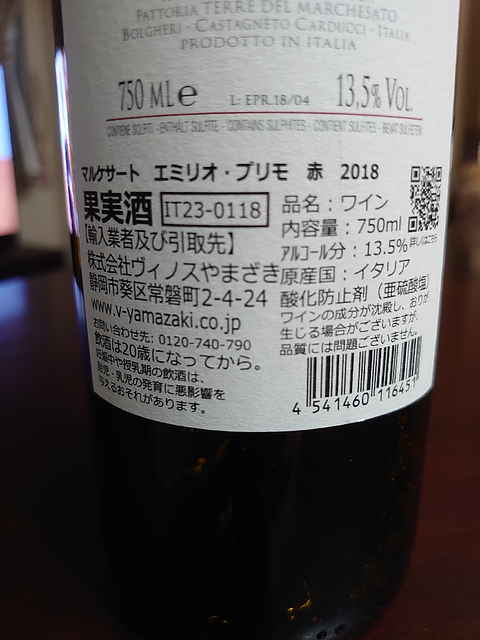 FATTORIA TERRE DEL MARCHESATO
BOLGHERI - CASTAGNETO CARDUCCI - ITALIA
PRODOTTO IN ITALIA
750 ML e L: EPR.18/04 13,5% VOL.
CONTIENE SOLFITI - ENTHÄLT SULFITE - CONTAINS SULPHITES - CONTIENT SULFITES - BEVAT SULFIETEN
マルケサート エミリオ・プリモ 赤 2018
果実酒 IT23-0118
【輸入業者及び引取先】
株式会社ヴィノスやまざき
静岡市葵区常磐町2-4-24
www.v-yamazaki.co.jp
お問い合わせ先: 0120-740-790
飲酒は20歳になってから。
妊娠中や授乳期の飲酒は、
胎児・乳児の発育に悪影響を
与えるおそれがあります。
品名：ワイン
内容量：750ml
詳しくはこちら
アルコール分：13.5%
原産国：イタリア
酸化防止剤（亜硫酸塩）
ワインの成分が沈殿し、おりが
生じる場合がございますが、
品質には問題ございません。
4 541460 116451